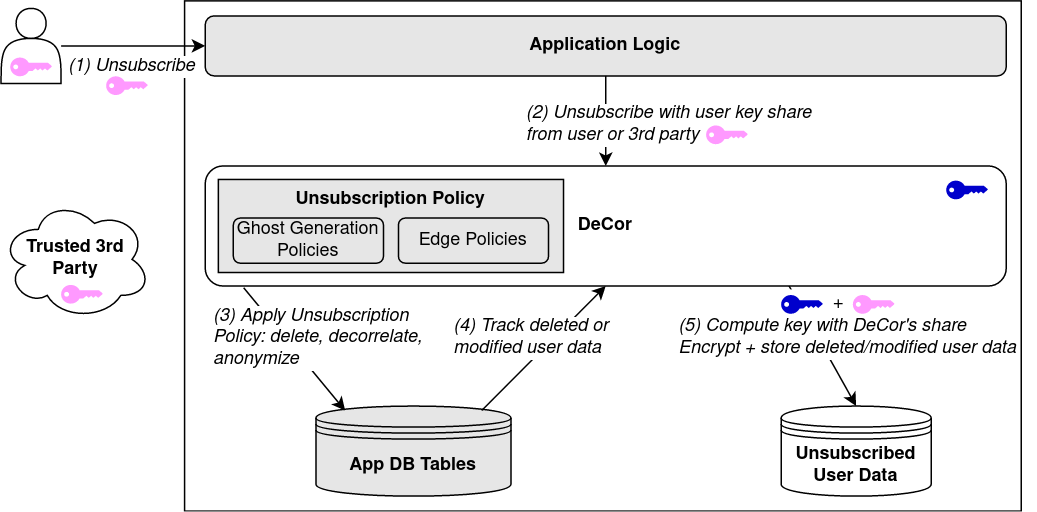 Application Logic
(1) Unsubscribe
(2) Unsubscribe with user key share
from user or 3rd party
Unsubscription Policy
Ghost Generation
Policies
Edge Policies
DeCor
Trusted 3rd
Party
(3) Apply Unsubscription
Policy: delete, decorrelate,
anonymize
(4) Track deleted or
modified user data
+
(5) Compute key with DeCor's share
Encrypt + store deleted/modified user data
App DB Tables
Unsubscribed
User Data